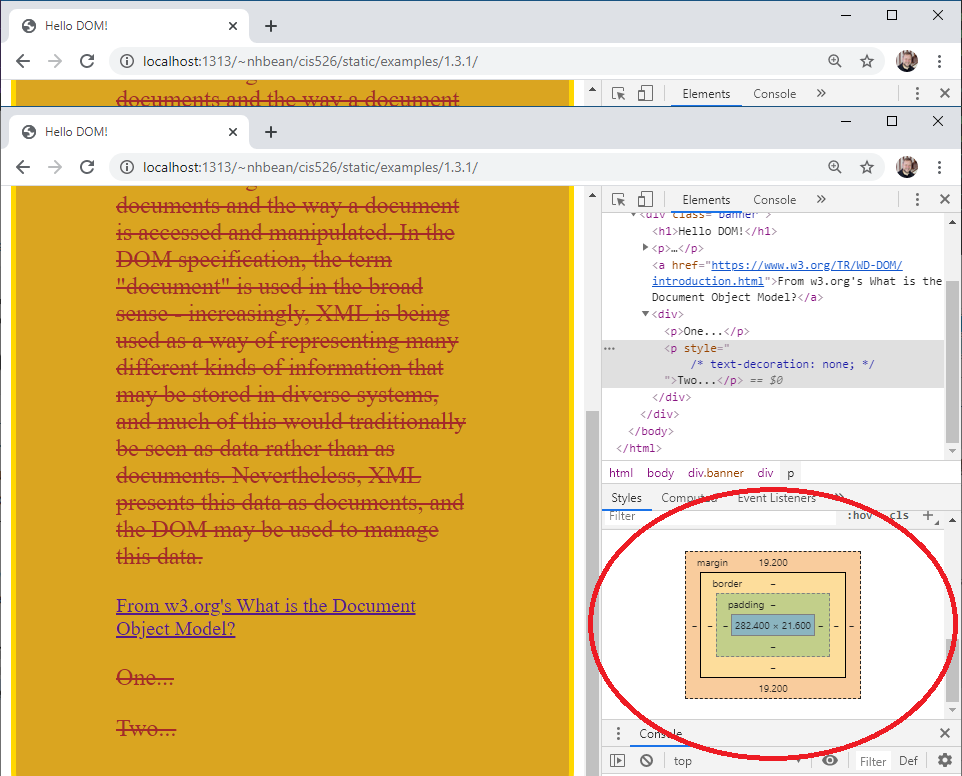 Hello DOM!
localhost:1313/~nhbean/cis526/static/examples/1.3.1/
documents and the way a document
Elements Console »
Hello DOM!
localhost:1313/~nhbean/cis526/static/examples/1.3.1/
documents and the way a document
is accessed and manipulated. In the
DOM specification, the term
"document" is used in the broad
sense - increasingly, XML is being
used as a way of representing many
different kinds of information that
may be stored in diverse systems,
and much of this would traditionally
be seen as data rather than as
documents. Nevertheless, XML
presents this data as documents, and
the DOM may be used to manage
this data.
From w3.org's What is the Document
Object Model?
One...
Two...
Elements Console »
<div class="banner">
<h1>Hello DOM!</h1>
<p>…</p>
<a href="https://www.w3.org/TR/WD-DOM/
introduction.html">From w3.org's What is the
Document Object Model?</a>
<div>
<p>One...</p>
<p style="
/* text-decoration: none; */
">Two...</p> == $0
</div>
</div>
</body>
</html>
html body div.banner div p
Styles Computed Event Listeners »
Filter :hov .cls +
margin 19.200
border –
padding –
– – – 282.400 × 21.600 – – –
–
–
19.200
Console
top Filter Def